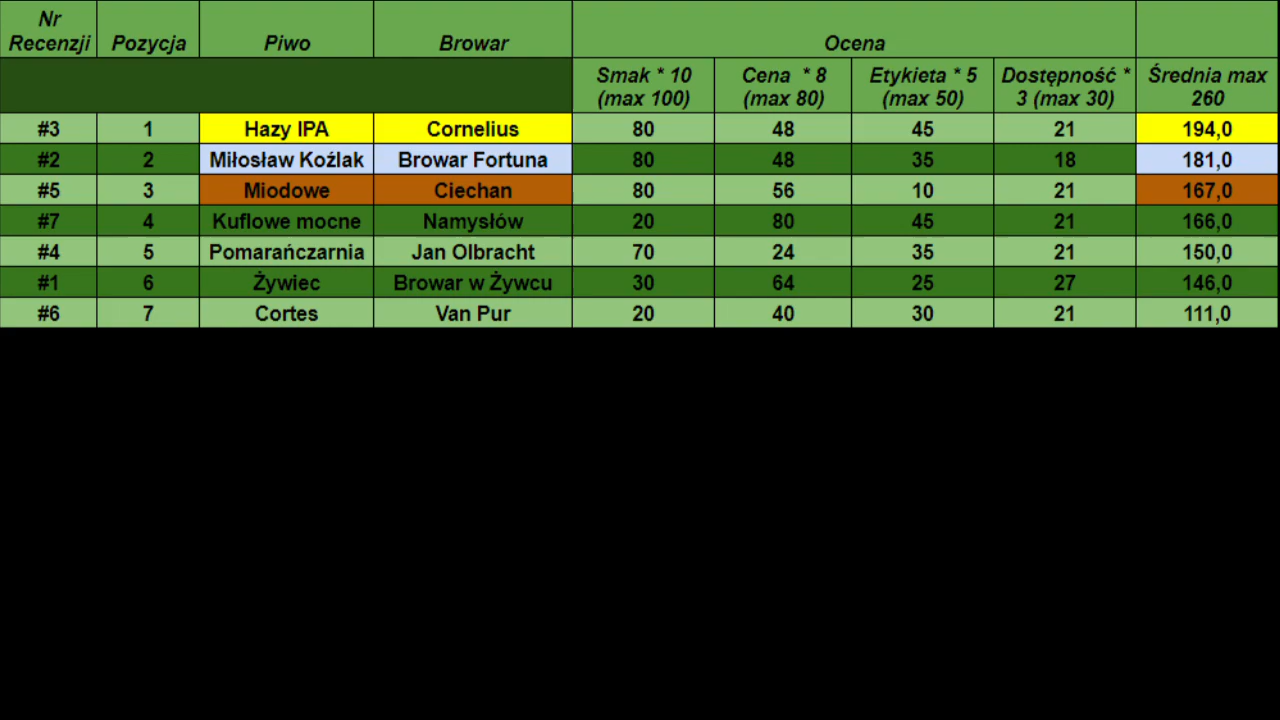 Nr Recenzji Pozycja Piwo Browar Ocena
Smak * 10 (max 100) Cena * 8 (max 80) Etykieta * 5 (max 50) Dostępność * 3 (max 30) Średnia max 260
#3 1 Hazy IPA Cornelius 80 48 45 21 194,0
#2 2 Miłosław Koźlak Browar Fortuna 80 48 35 18 181,0
#5 3 Miodowe Ciechan 80 56 10 21 167,0
#7 4 Kuflowe mocne Namysłów 20 80 45 21 166,0
#4 5 Pomarańczarnia Jan Olbracht 70 24 35 21 150,0
#1 6 Żywiec Browar w Żywcu 30 64 25 27 146,0
#6 7 Cortes Van Pur 20 40 30 21 111,0